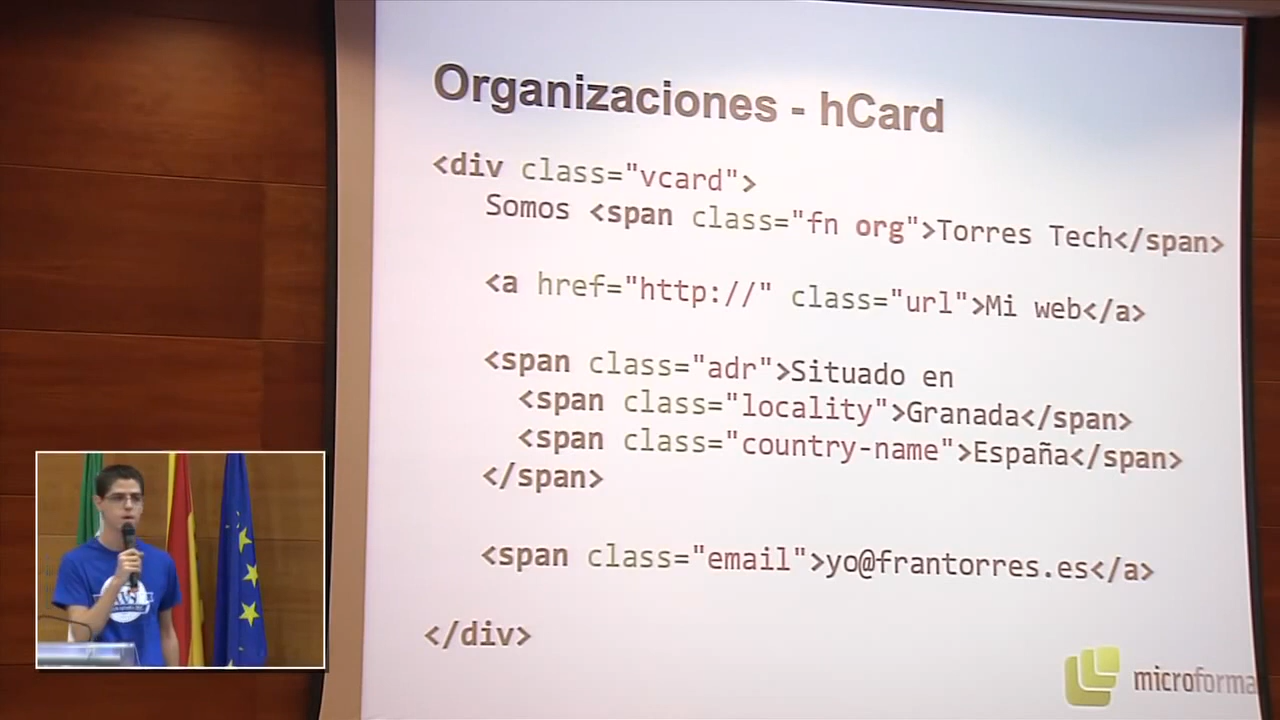 Organizaciones - hCard
<div class="vcard">
Somos <span class="fn org">Torres Tech</span>
<a href="http://" class="url">Mi web</a>
<span class="adr">Situado en
<span class="locality">Granada</span>
<span class="country-name">España</span>
</span>
<span class="email">yo@frantorres.es</a>
</div>
microforma